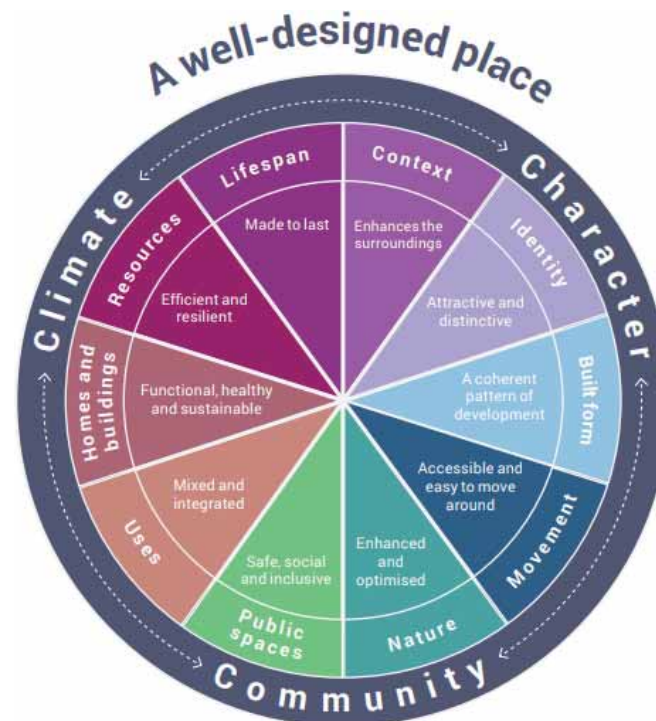 A well-designed place
Climate
Character
Community
Context
Enhances the
surroundings
Identity
Attractive and
distinctive
Built form
A coherent
pattern of
development
Movement
Accessible and
easy to move
around
Nature
Enhanced
and
optimised
Public
spaces
Safe, social
and inclusive
Uses
Mixed and
integrated
Homes and
buildings
Functional, healthy
and sustainable
Resources
Efficient and
resilient
Lifespan
Made to last